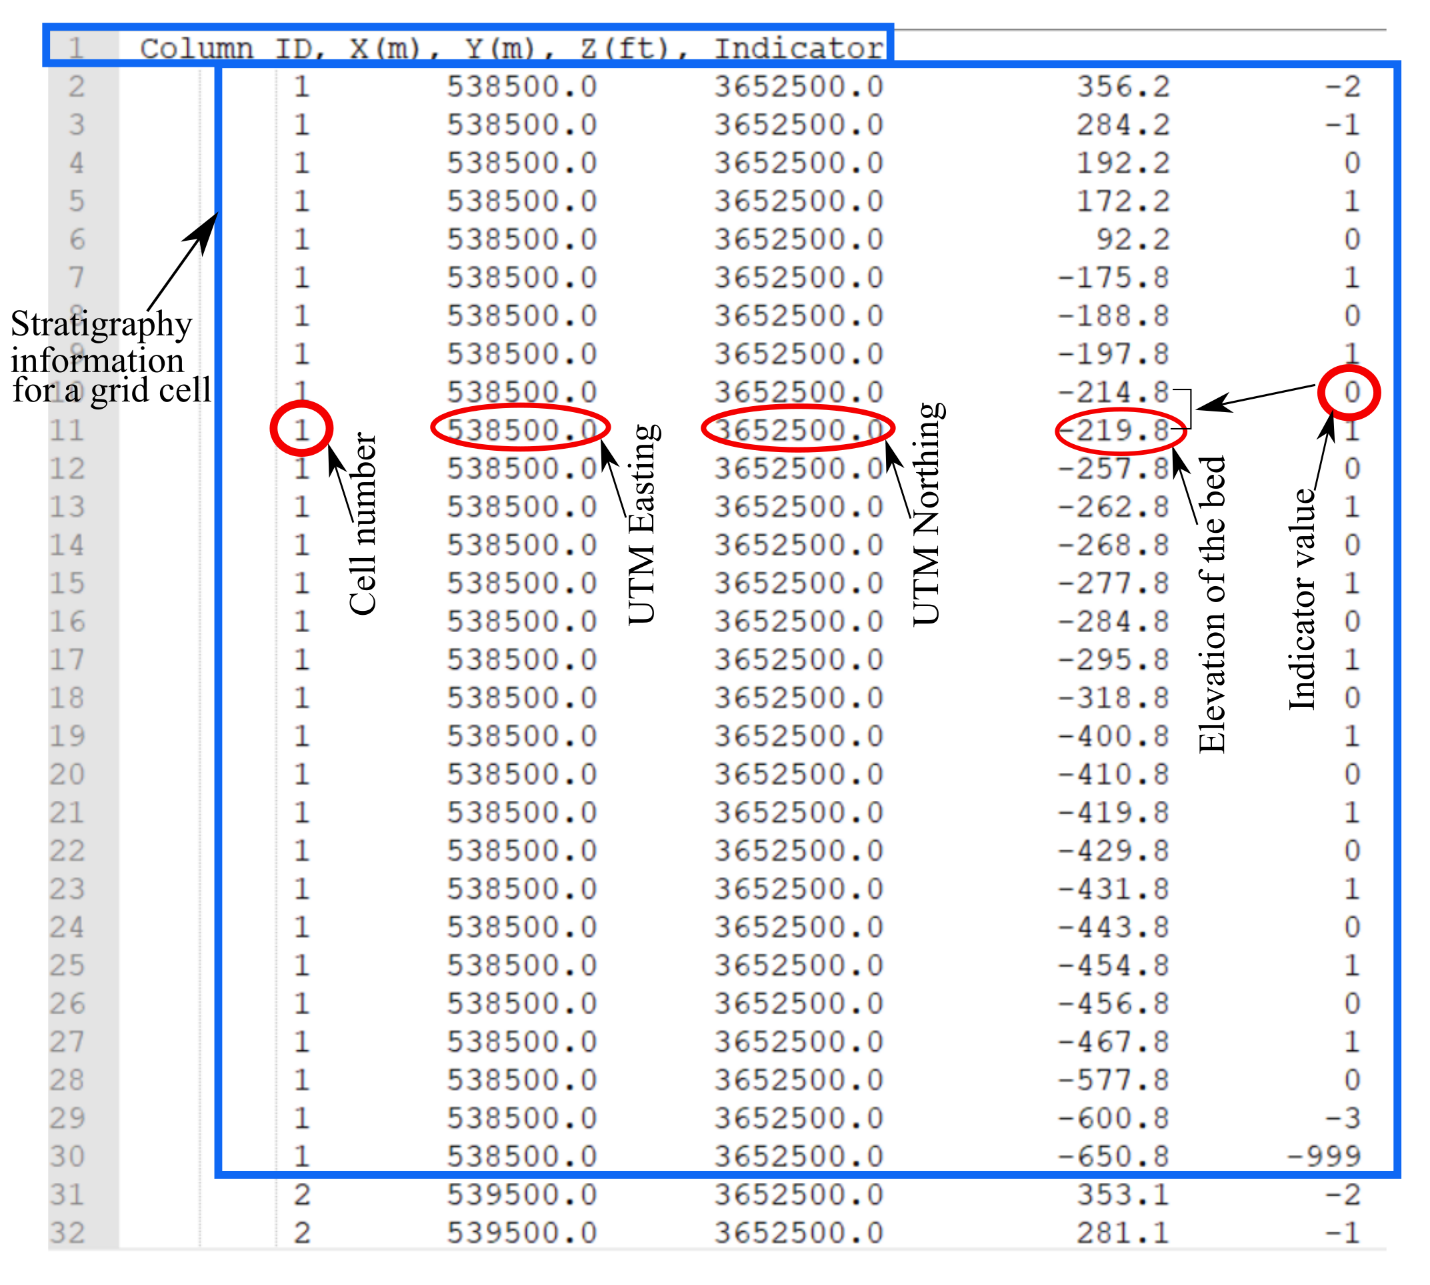 1 Column ID, X(m), Y(m), Z(ft), Indicator
2 1 538500.0 3652500.0 356.2 -2
3 1 538500.0 3652500.0 284.2 -1
4 1 538500.0 3652500.0 192.2 0
5 1 538500.0 3652500.0 172.2 1
6 1 538500.0 3652500.0 92.2 0
7 1 538500.0 3652500.0 -175.8 1
8 1 538500.0 3652500.0 -188.8 0
9 1 538500.0 3652500.0 -197.8 1
10 1 538500.0 3652500.0 -214.8 0
11 1 538500.0 3652500.0 -219.8 1
12 1 538500.0 3652500.0 -257.8 0
13 1 538500.0 3652500.0 -262.8 1
14 1 538500.0 3652500.0 -268.8 0
15 1 538500.0 3652500.0 -277.8 1
16 1 538500.0 3652500.0 -284.8 0
17 1 538500.0 3652500.0 -295.8 1
18 1 538500.0 3652500.0 -318.8 0
19 1 538500.0 3652500.0 -400.8 1
20 1 538500.0 3652500.0 -410.8 0
21 1 538500.0 3652500.0 -419.8 1
22 1 538500.0 3652500.0 -429.8 0
23 1 538500.0 3652500.0 -431.8 1
24 1 538500.0 3652500.0 -443.8 0
25 1 538500.0 3652500.0 -454.8 1
26 1 538500.0 3652500.0 -456.8 0
27 1 538500.0 3652500.0 -467.8 1
28 1 538500.0 3652500.0 -577.8 0
29 1 538500.0 3652500.0 -600.8 -3
30 1 538500.0 3652500.0 -650.8 -999
31 2 539500.0 3652500.0 353.1 -2
32 2 539500.0 3652500.0 281.1 -1
Stratigraphy
information
for a grid cell
Cell number
UTM Easting
UTM Northing
Elevation of the bed
Indicator value